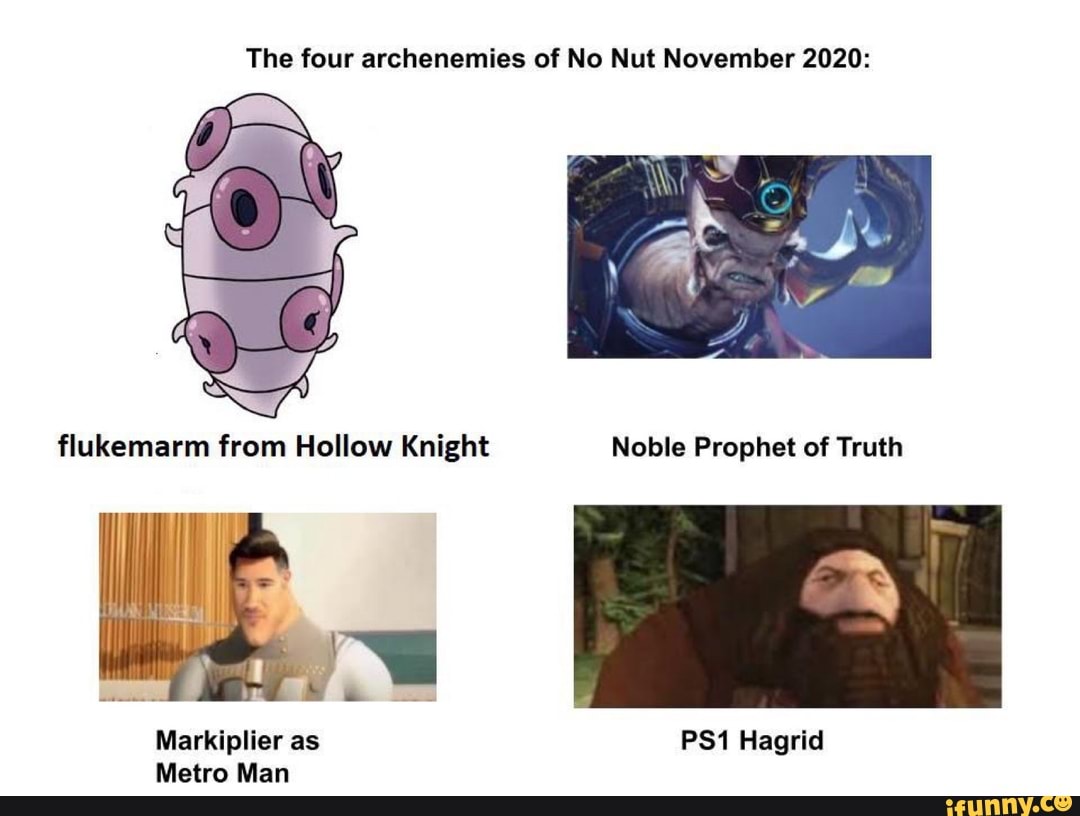 The four archenemies of No Nut November 2020:
flukemarm from Hollow Knight
Noble Prophet of Truth
Markiplier as
Metro Man
PS1 Hagrid
ifunny.co